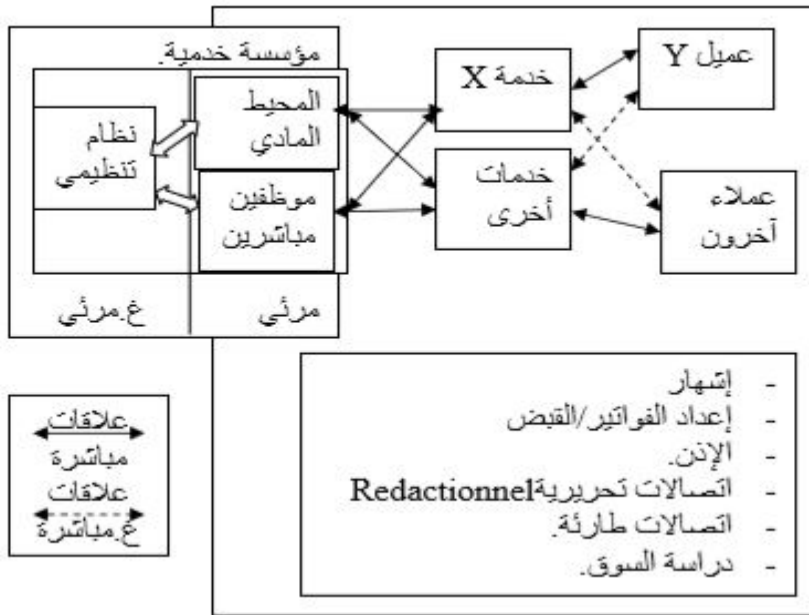 مؤسسة خدمية.
المحيط
المادي
نظام
تنظيمي
موظفين
مباشرين
مرئي
غ.مرئي
خدمة X
خدمات
أخرى
عميل Y
عملاء
آخرون
- إشهار
- إعداد الفواتير/القبض
- الإذن.
- اتصالات تحريرية Redactionnel
- اتصالات طارئة.
- دراسة السوق.
علاقات
مباشرة
علاقات
غ.مباشرة